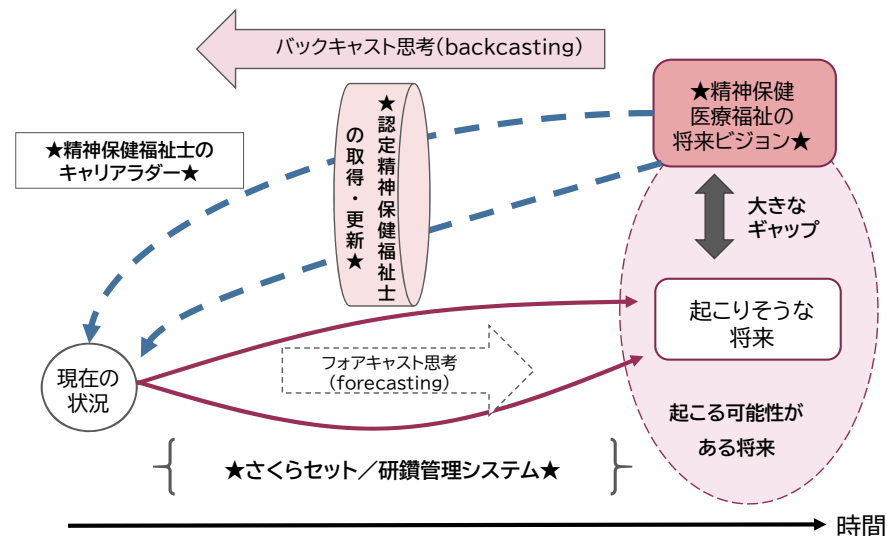 バックキャスト思考(backcasting)
★精神保健
医療福祉の
将来ビジョン★
★精神保健福祉士の
キャリアラダー★
★認定精神保健福祉士
の取得・更新★
大きな
ギャップ
起こりそうな
将来
フォアキャスト思考
(forecasting)
現在の
状況
起こる可能性が
ある将来
★さくらセット／研鑽管理システム★
時間